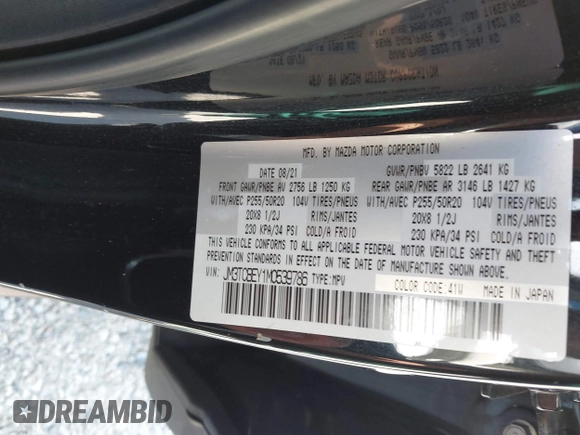 MFD. BY MAZDA MOTOR CORPORATION
DATE 08/21 GVWR/PNBV 5822 LB 2641 KG
FRONT GAWR/PNBE AV 2756 LB 1250 KG REAR GAWR/PNBE AR 3146 LB 1427 KG
WITH/AVEC P255/50R20 104V TIRES/PNEUS WITH/AVEC P255/50R20 104V TIRES/PNEUS
20X8 1/2J RIMS/JANTES 20X8 1/2J RIMS/JANTES
230 KPA/34 PSI COLD/A FROID 230 KPA/34 PSI COLD/A FROID
THIS VEHICLE CONFORMS TO ALL APPLICABLE FEDERAL MOTOR VEHICLE SAFETY AND THEFT
PREVENTION STANDARDS IN EFFECT ON THE DATE OF MANUFACTURE SHOWN ABOVE.
VIN: JM3TCBEY1M0539786 TYPE: MPV COLOR CODE: 41W MADE IN JAPAN
DREAMBID